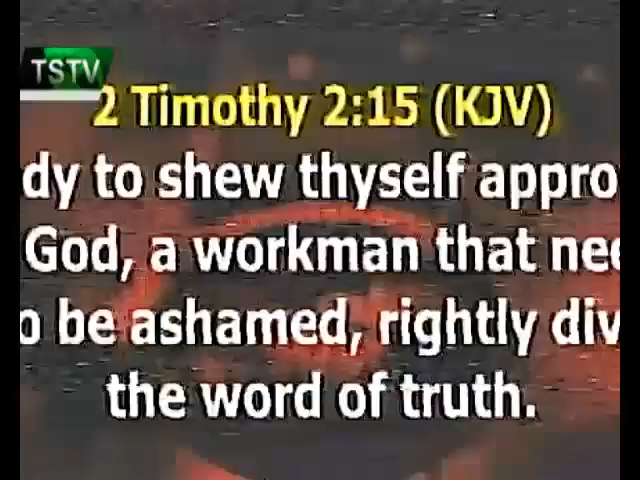 TSTV
2 Timothy 2:15 (KJV)
dy to shew thyself appro
God, a workman that nee
o be ashamed, rightly div
the word of truth.